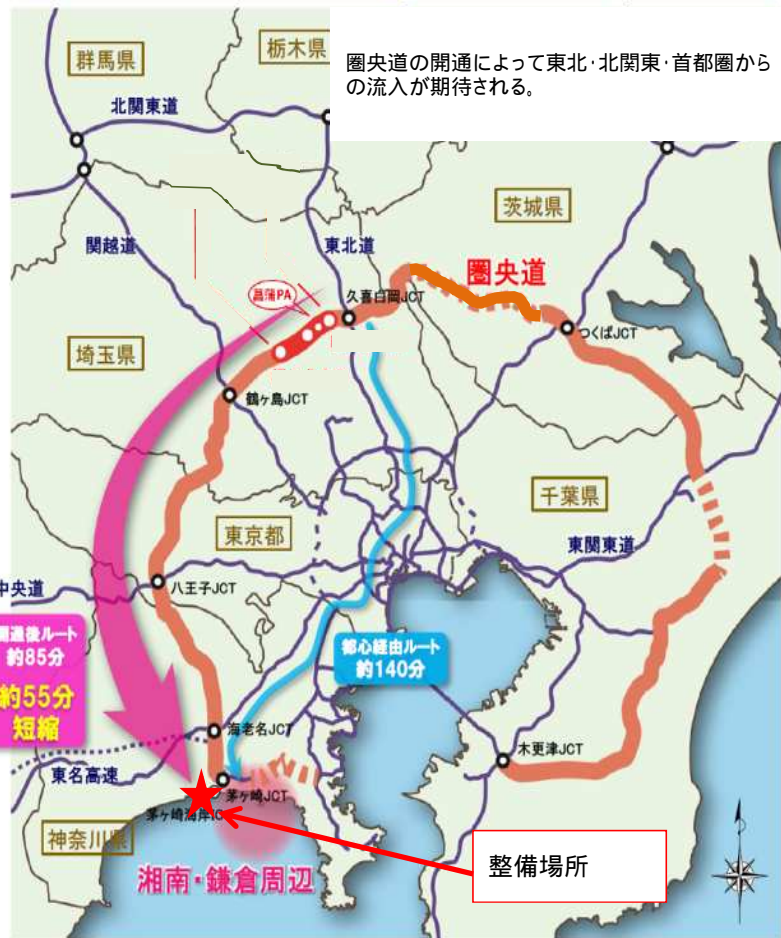 栃木県
群馬県
圏央道の開通によって東北・北関東・首都圏から
の流入が期待される。
北関東道
茨城県
関越道
東北道
圏央道
菖蒲PA
久喜白岡JCT
つくばJCT
埼玉県
鶴ヶ島JCT
千葉県
東京都
東関東道
中央道
八王子JCT
開通後ルート
約85分
約55分
短縮
都心経由ルート
約140分
海老名JCT
木更津JCT
東名高速
茅ヶ崎JCT
茅ヶ崎海岸IC
神奈川県
整備場所
湘南・鎌倉周辺